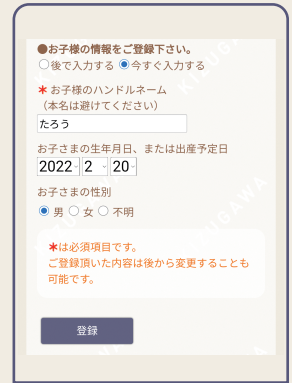 ●お子様の情報をご登録下さい。
後で入力する 今すぐ入力する
* お子様のハンドルネーム
（本名は避けてください）
たろう
お子さまの生年月日、または出産予定日
2022 2 20
お子さまの性別
男 女 不明
*は必須項目です。
ご登録頂いた内容は後から変更することも
可能です。
登録